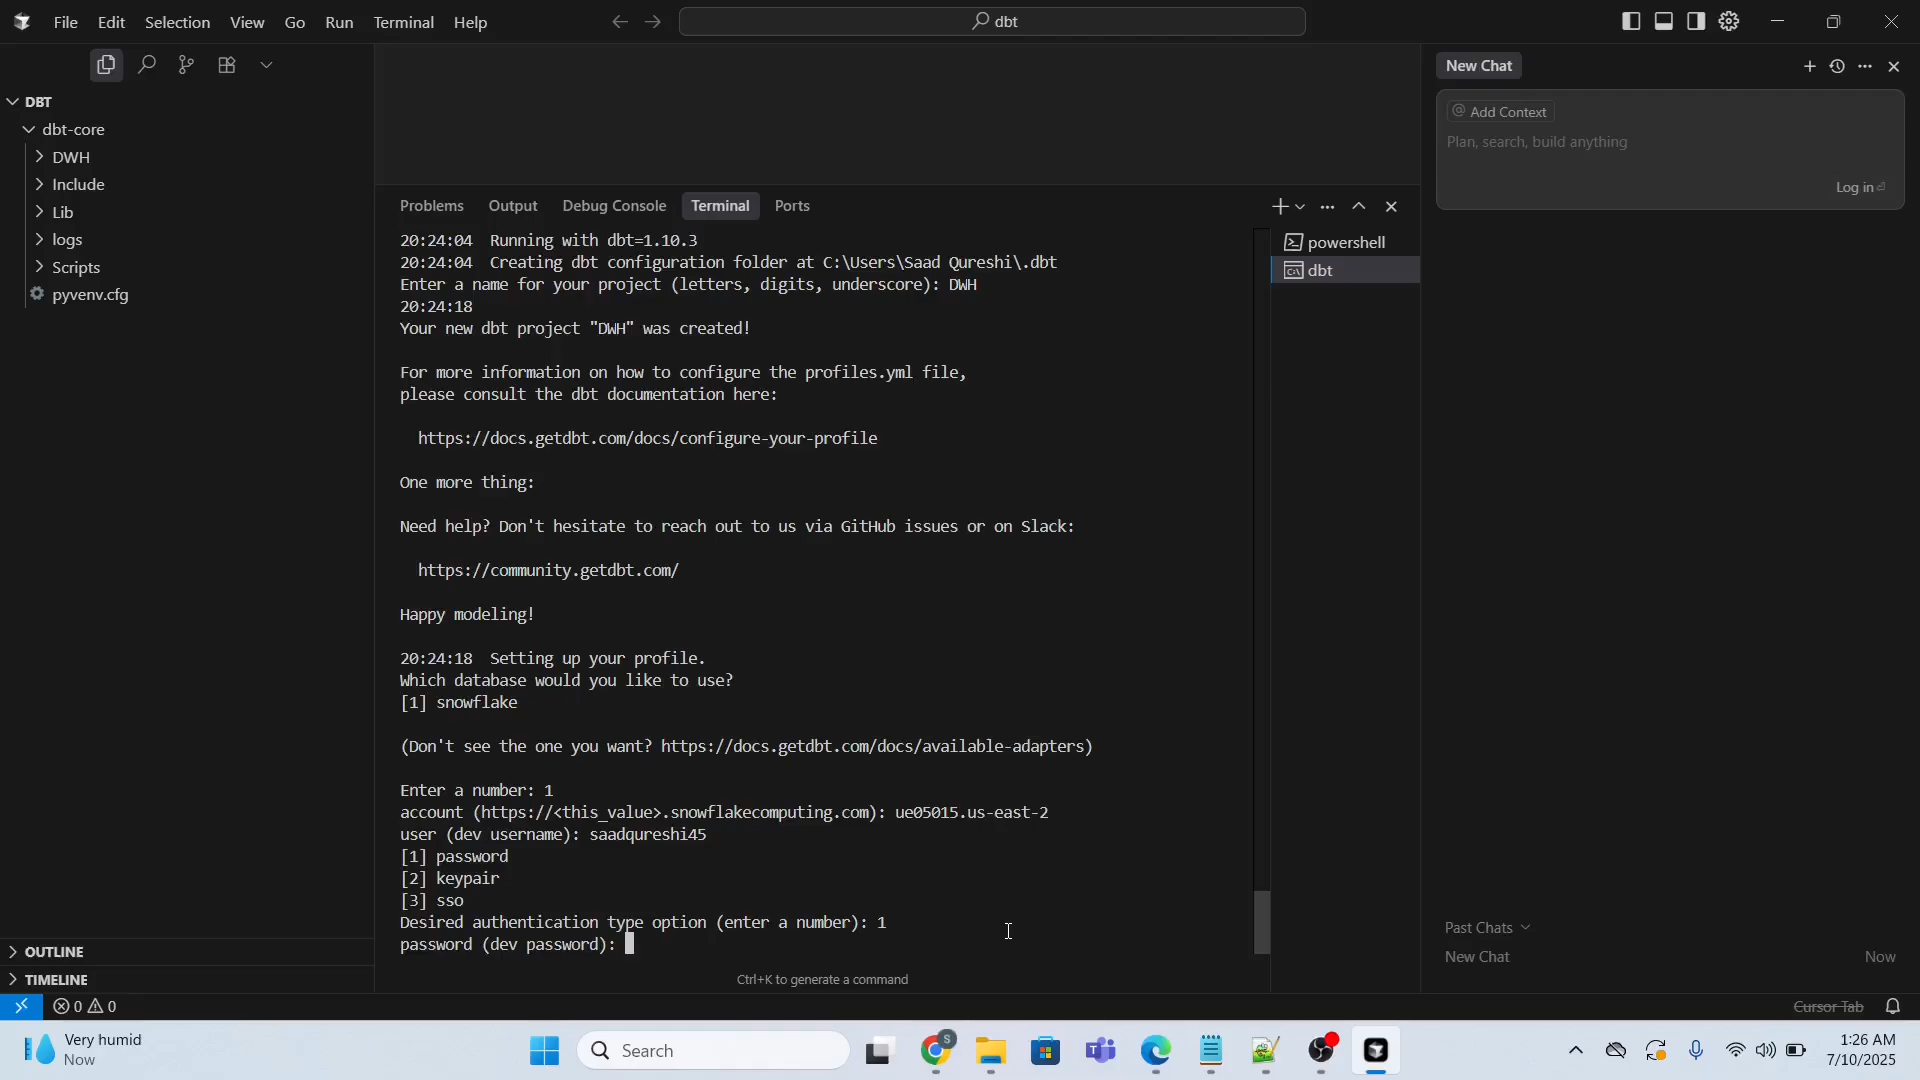 File Edit Selection View Go Run Terminal Help
dbt
DBT
dbt-core
DWH
Include
Lib
logs
Scripts
pyvenv.cfg
OUTLINE
TIMELINE
Problems Output Debug Console Terminal Ports
20:24:04  Running with dbt=1.10.3
20:24:04  Creating dbt configuration folder at C:\Users\Saad Qureshi\.dbt
Enter a name for your project (letters, digits, underscore): DWH
20:24:18
Your new dbt project "DWH" was created!
For more information on how to configure the profiles.yml file,
please consult the dbt documentation here:
https://docs.getdbt.com/docs/configure-your-profile
One more thing:
Need help? Don't hesitate to reach out to us via GitHub issues or on Slack:
https://community.getdbt.com/
Happy modeling!
20:24:18  Setting up your profile.
Which database would you like to use?
[1] snowflake
(Don't see the one you want? https://docs.getdbt.com/docs/available-adapters)
Enter a number: 1
account (https://<this_value>.snowflakecomputing.com): ue05015.us-east-2
user (dev username): saadqureshi45
[1] password
[2] keypair
[3] sso
Desired authentication type option (enter a number): 1
password (dev password):
Ctrl+K to generate a command
powershell
dbt
New Chat
@ Add Context
Plan, search, build anything
Log in
Past Chats
New Chat Now
0 0
Cursor Tab
Very humid
Now
Search
S
1:26 AM
7/10/2025